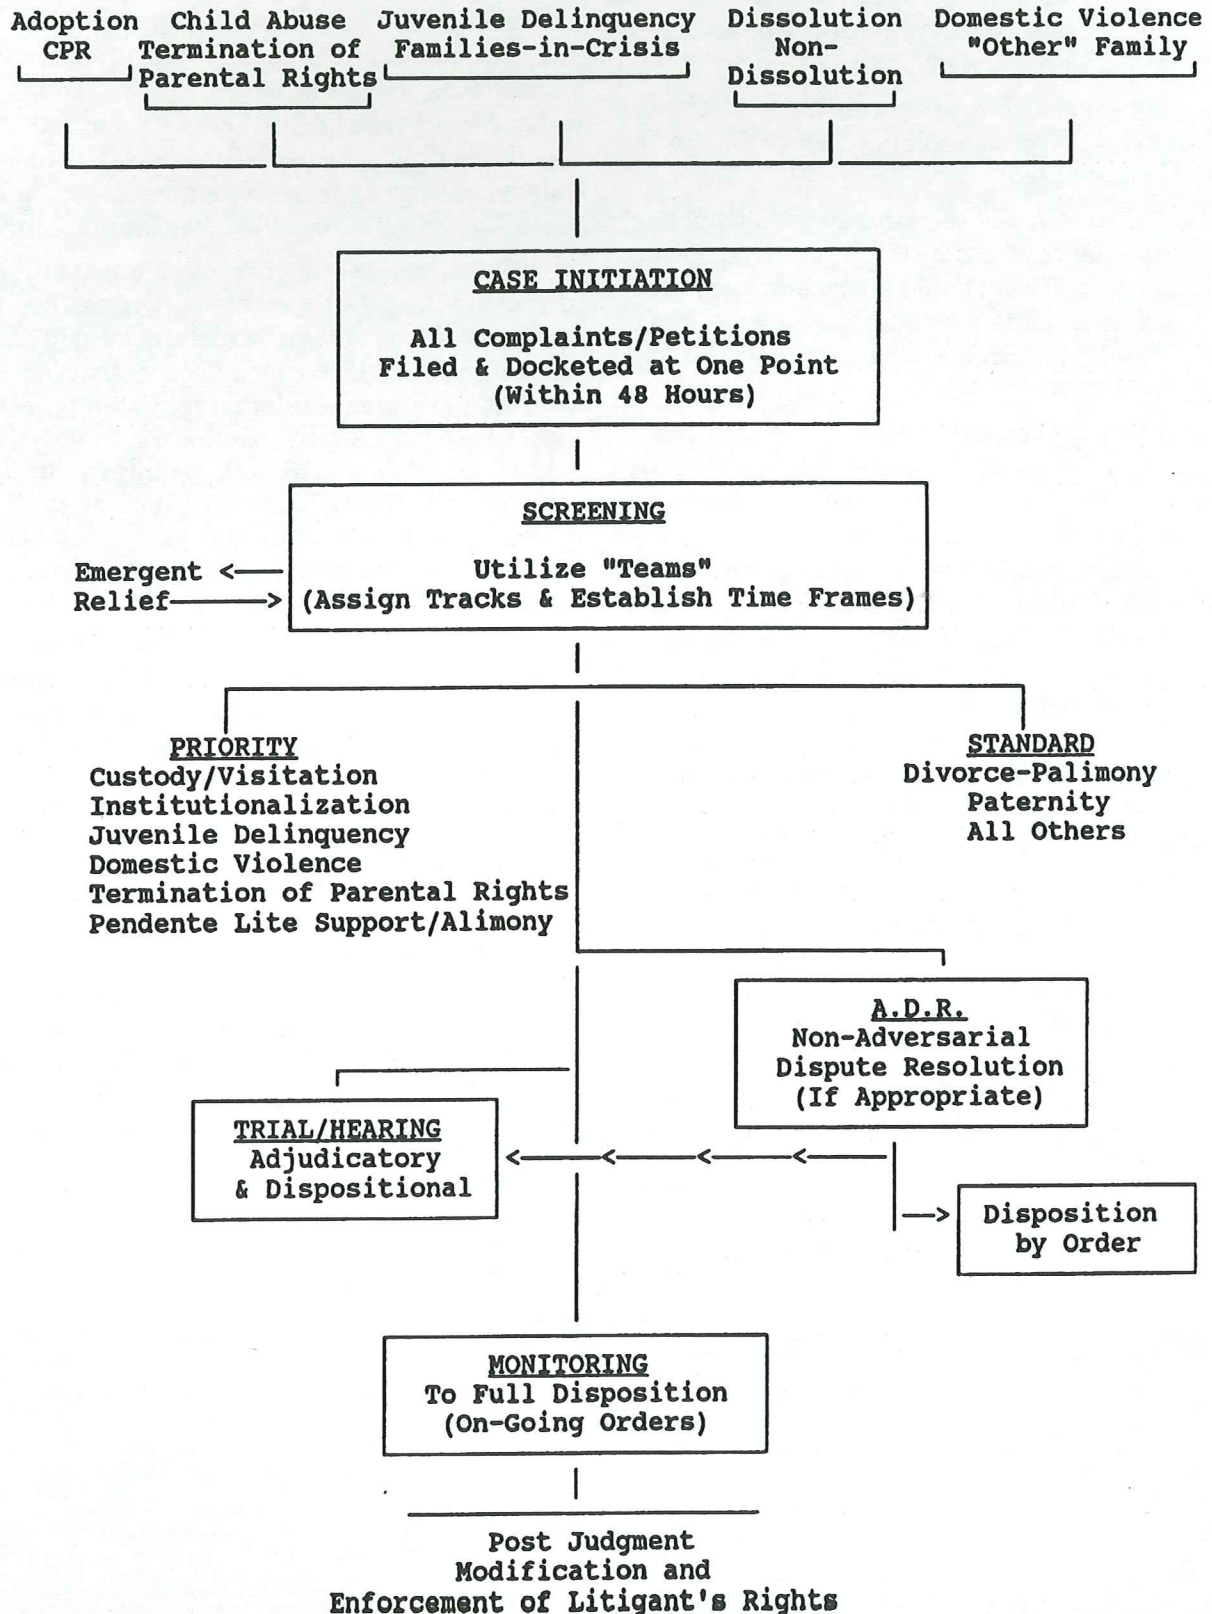 Adoption
CPR
Child Abuse
Termination of
Parental Rights
Juvenile Delinquency
Families-in-Crisis
Dissolution
Non-
Dissolution
Domestic Violence
"Other" Family
CASE INITIATION
All Complaints/Petitions
Filed & Docketed at One Point
(Within 48 Hours)
SCREENING
Utilize "Teams"
(Assign Tracks & Establish Time Frames)
Emergent
Relief
PRIORITY
Custody/Visitation
Institutionalization
Juvenile Delinquency
Domestic Violence
Termination of Parental Rights
Pendente Lite Support/Alimony
STANDARD
Divorce-Palimony
Paternity
All Others
A.D.R.
Non-Adversarial
Dispute Resolution
(If Appropriate)
TRIAL/HEARING
Adjudicatory
& Dispositional
Disposition
by Order
MONITORING
To Full Disposition
(On-Going Orders)
Post Judgment
Modification and
Enforcement of Litigant's Rights